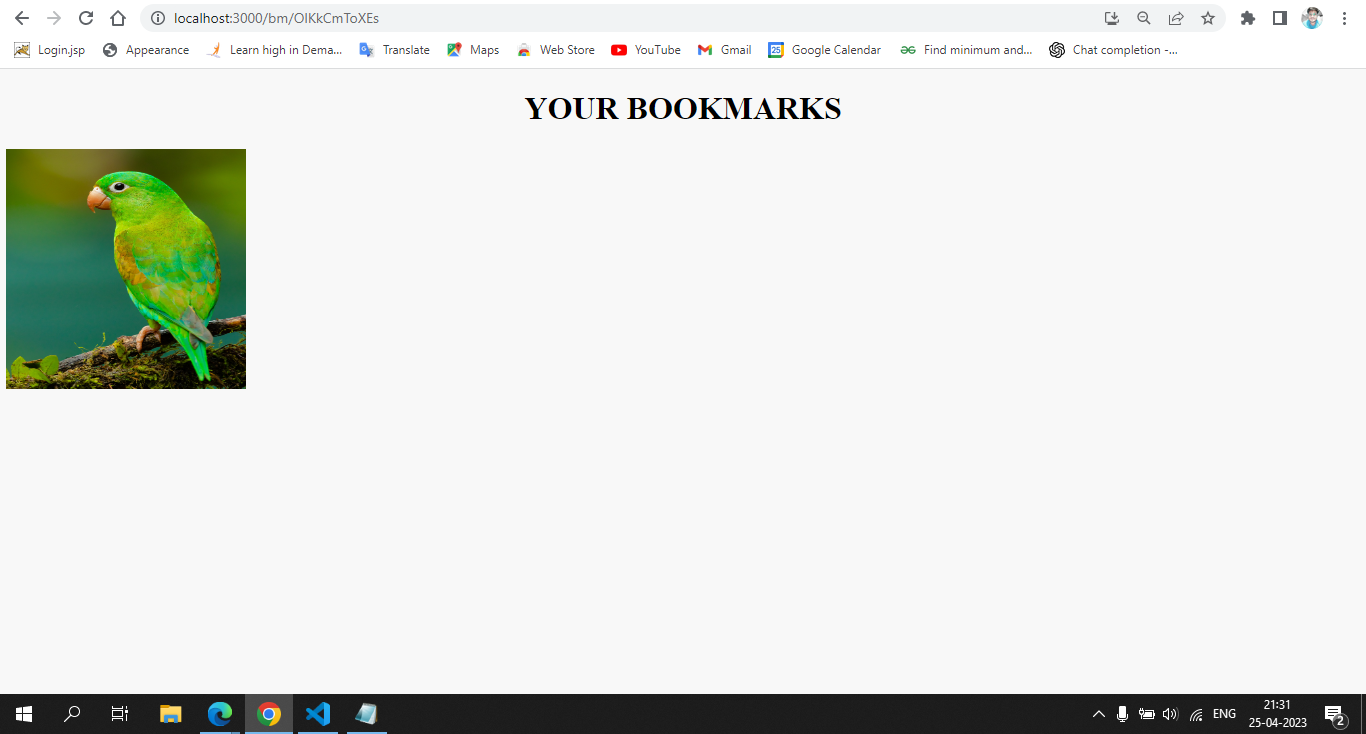 localhost:3000/bm/OIKkCmToXEs
Login.jsp Appearance Learn high in Dema... Translate Maps Web Store YouTube Gmail 25 Google Calendar Find minimum and... Chat completion -...
YOUR BOOKMARKS
ENG 21:31
25-04-2023
2